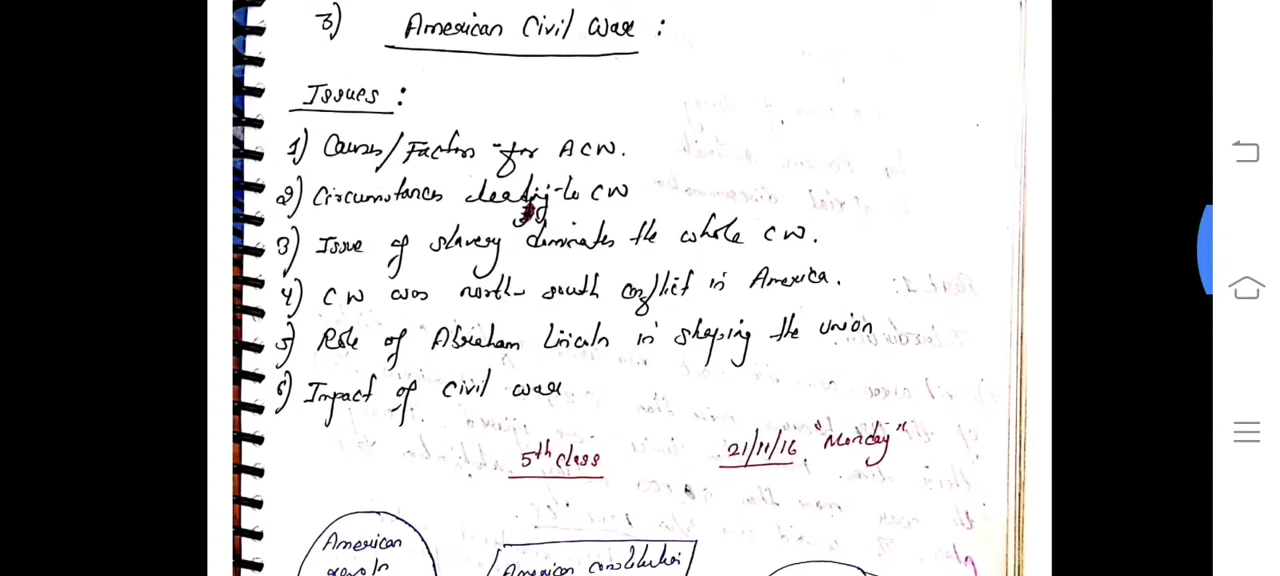 3) American Civil War :
Issues :
1) Causes/Factors for ACW.
2) Circumstances leading to CW
3) Issue of slavery dominates the whole CW.
4) CW was north-south conflict in America.
5) Role of Abraham Lincoln in shaping the union
6) Impact of Civil War
5th class 21/11/16 "Monday"
American
American constitution